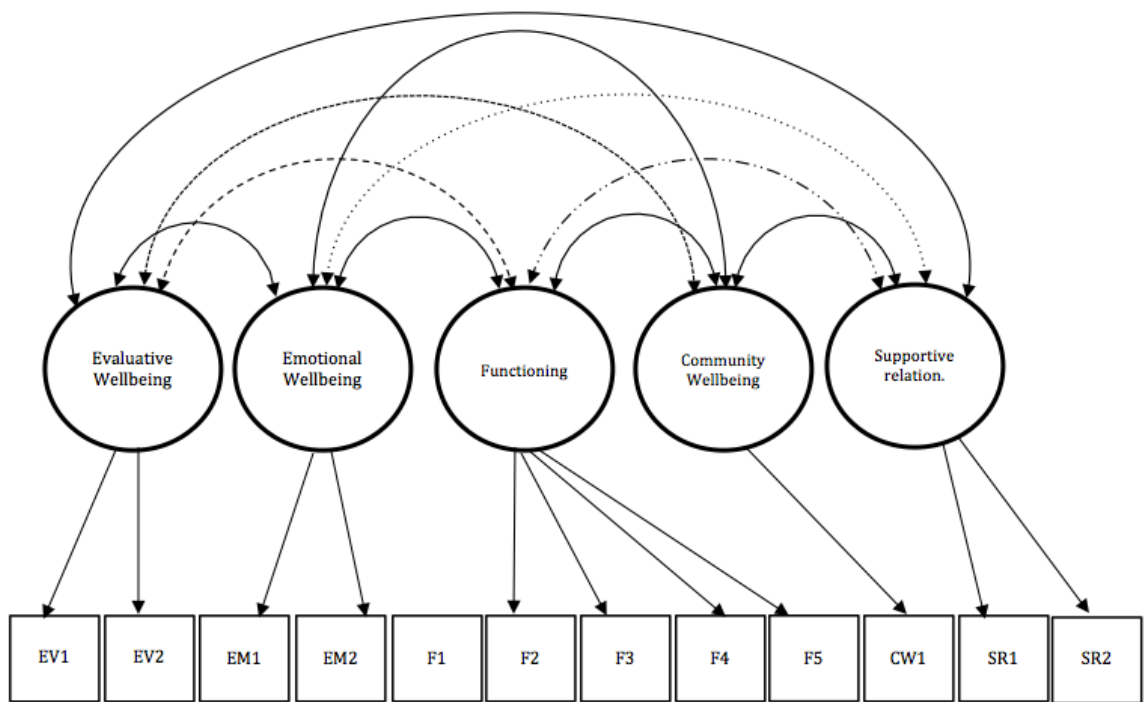 Evaluative
Wellbeing
Emotional
Wellbeing
Functioning
Community
Wellbeing
Supportive
relation.
EV1
EV2
EM1
EM2
F1
F2
F3
F4
F5
CW1
SR1
SR2